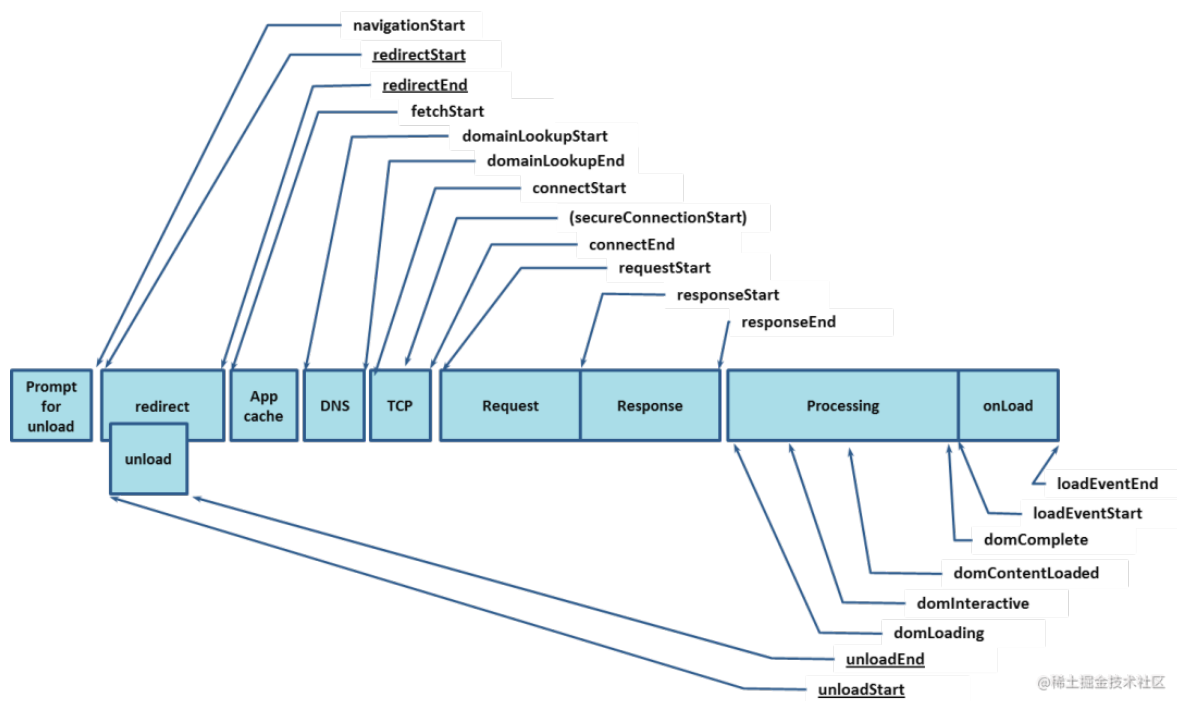 navigationStart
redirectStart
redirectEnd
fetchStart
domainLookupStart
domainLookupEnd
connectStart
(secureConnectionStart)
connectEnd
requestStart
responseStart
responseEnd
Prompt
for
unload
redirect
App
cache
DNS
TCP
Request
Response
Processing
onLoad
unload
loadEventEnd
loadEventStart
domComplete
domContentLoaded
domInteractive
domLoading
unloadEnd
unloadStart
@稀土掘金技术社区